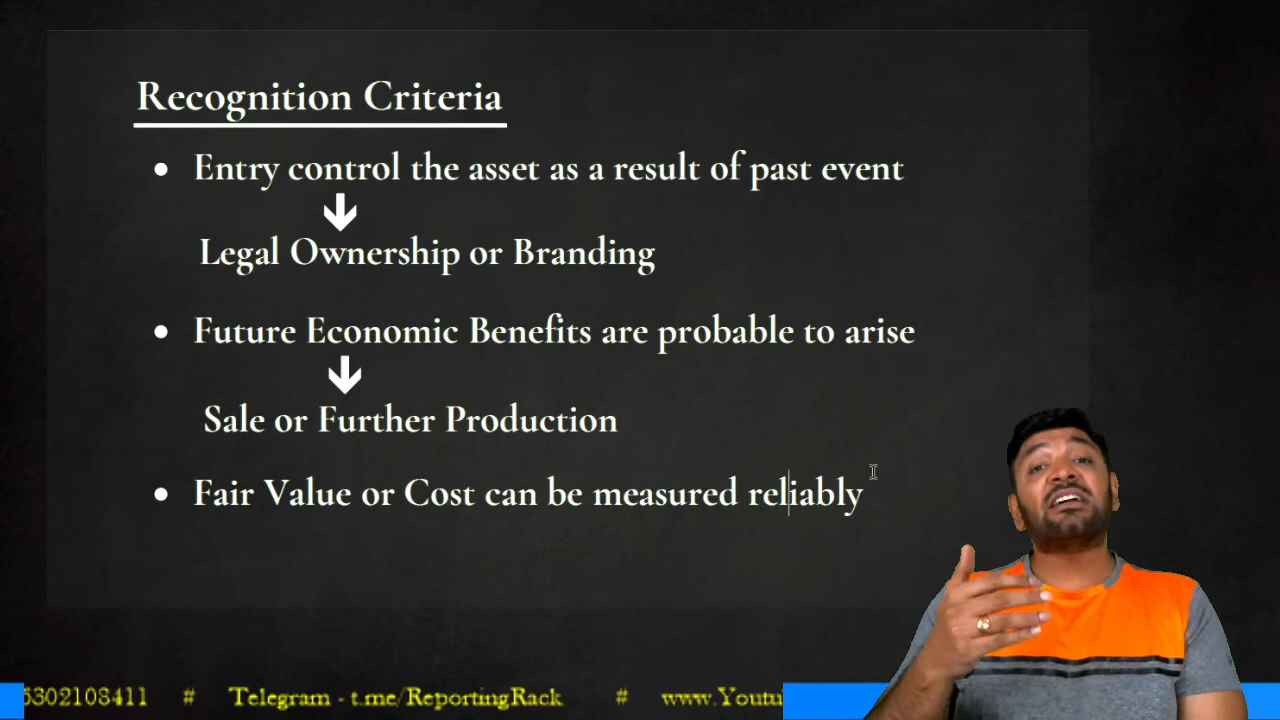 Recognition Criteria
• Entry control the asset as a result of past event
Legal Ownership or Branding
• Future Economic Benefits are probable to arise
Sale or Further Production
• Fair Value or Cost can be measured reliably
5302108411 # Telegram - t.me/ReportingRack # www.Youtu